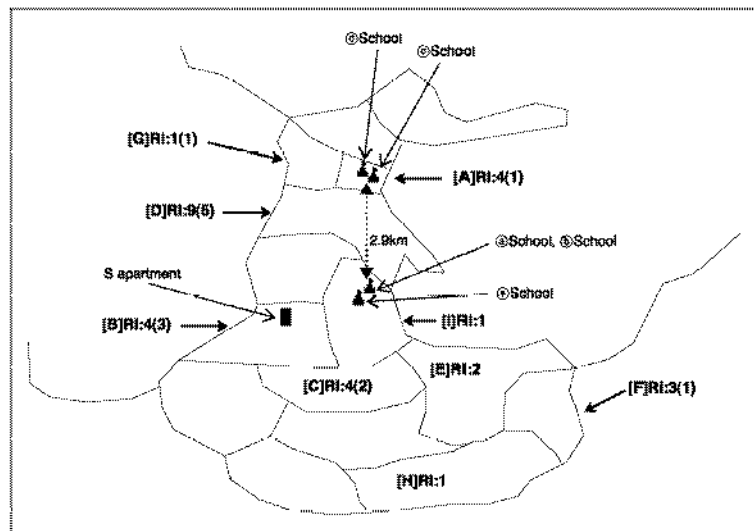 ⓓSchool
ⓒSchool
[G]RI:1(1)
[A]RI:4(1)
[D]RI:9(5)
2.9km
ⓐSchool, ⓑSchool
S apartment
ⓔSchool
[B]RI:4(3)
[I]RI:1
[E]RI:2
[C]RI:4(2)
[F]RI:3(1)
[H]RI:1